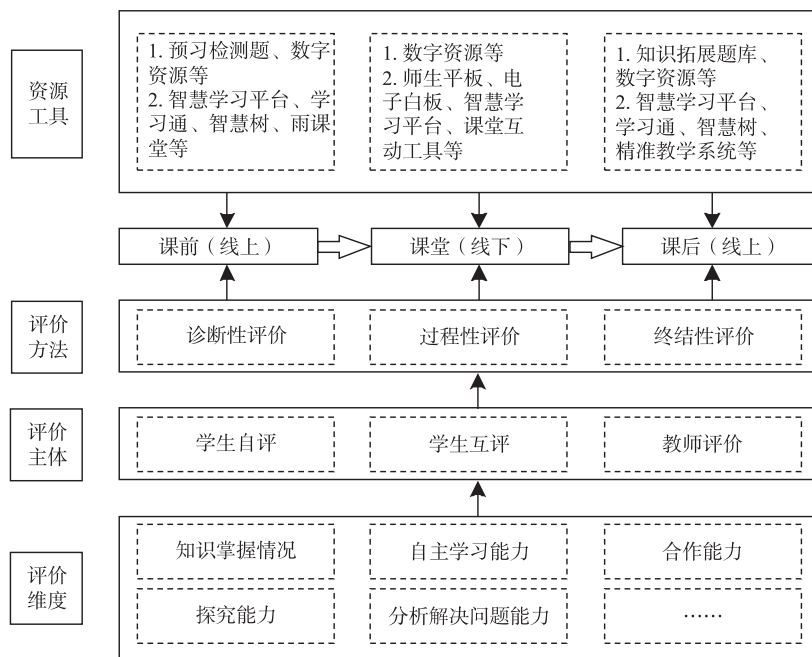 资源
工具
1. 预习检测题、数字
资源等
2. 智慧学习平台、学
习通、智慧树、雨课
堂等
1. 数字资源等
2. 师生平板、电
子白板、智慧学
习平台、课堂互
动工具等
1. 知识拓展题库、
数字资源等
2. 智慧学习平台、
学习通、智慧树、
精准教学系统等
课前（线上）
课堂（线下）
课后（线上）
评价
方法
诊断性评价
过程性评价
终结性评价
评价
主体
学生自评
学生互评
教师评价
评价
维度
知识掌握情况
自主学习能力
合作能力
探究能力
分析解决问题能力
……